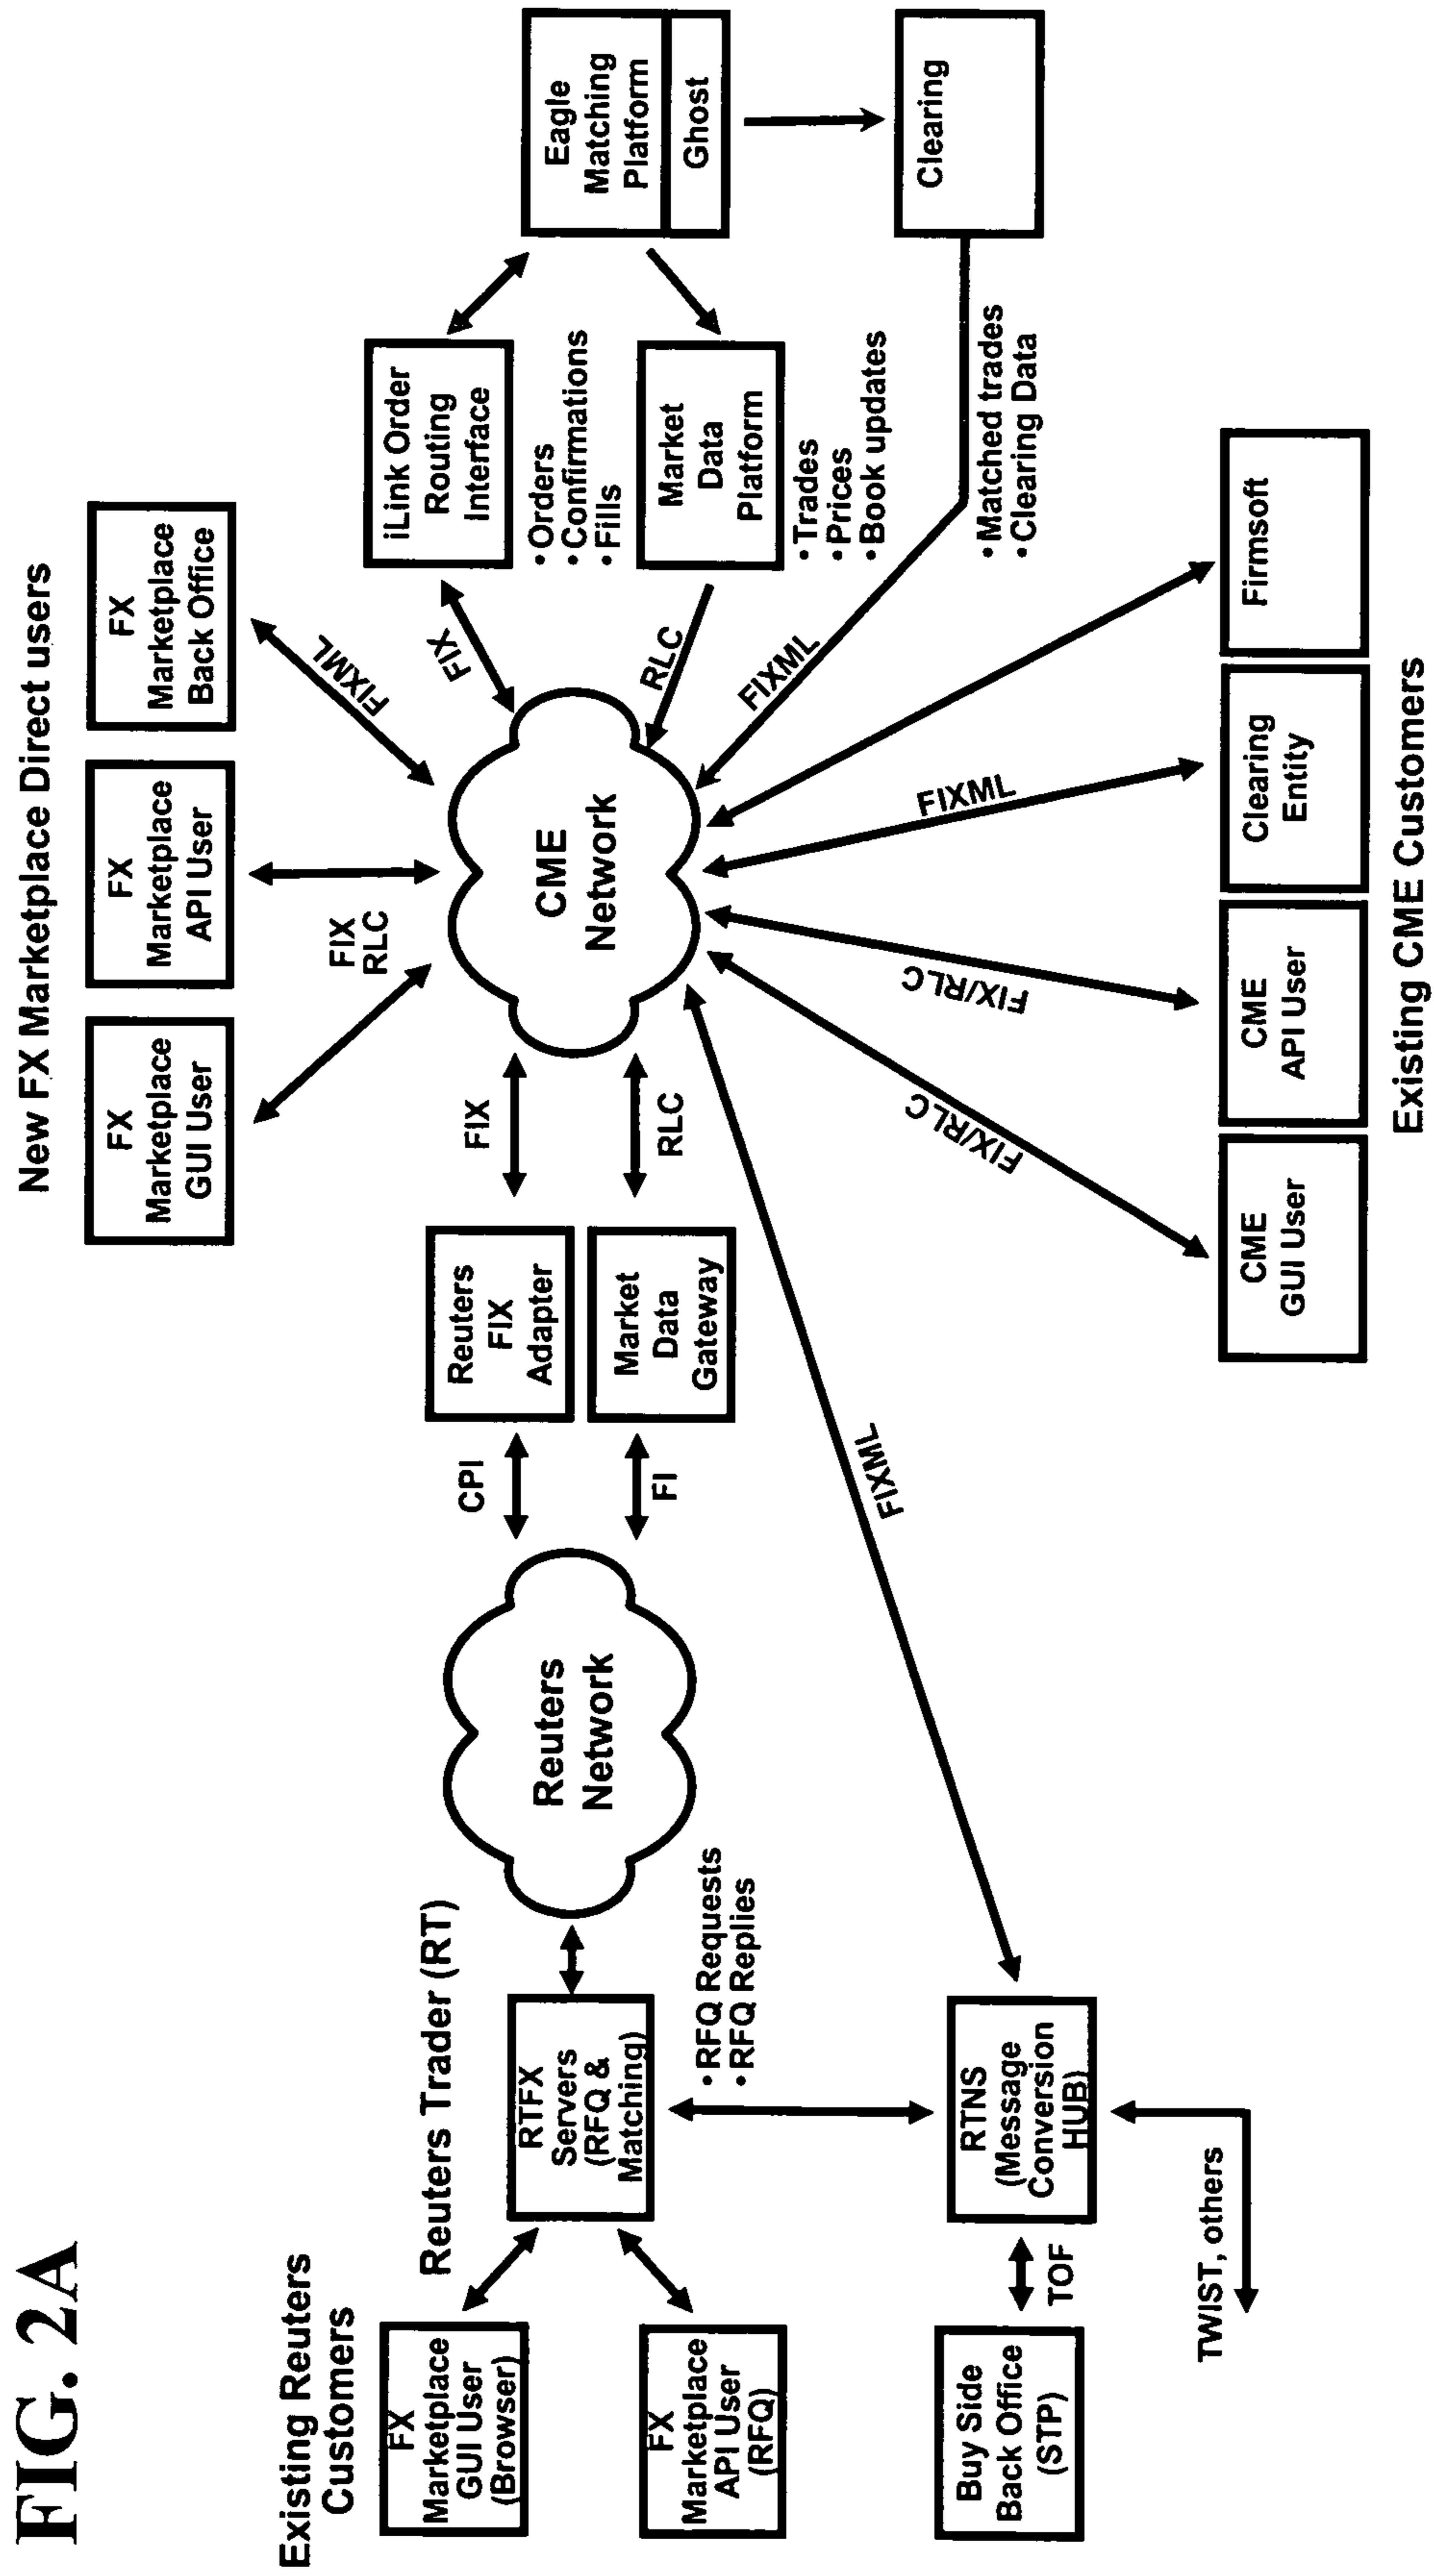 FIG. 2A
New FX Marketplace Direct users
FX
Marketplace
GUI User
FX
Marketplace
API User
FX
Marketplace
Back Office
FIX
RLC
FIXML
Existing Reuters
Customers
Reuters Trader (RT)
FX
Marketplace
GUI User
(Browser)
FX
Marketplace
API User
(RFQ)
RTFX
Servers
(RFQ &
Matching)
•RFQ Requests
•RFQ Replies
Reuters
Network
CPI
FI
Reuters
FIX
Adapter
Market
Data
Gateway
FIX
RLC
CME
Network
FIX
RLC
FIXML
iLink Order
Routing
Interface
•Orders
•Confirmations
•Fills
Market
Data
Platform
•Trades
•Prices
•Book updates
Eagle
Matching
Platform
Ghost
Clearing
•Matched trades
•Clearing Data
Buy Side
Back Office
(STP)
TOF
RTNS
(Message
Conversion
HUB)
TWIST, others
FIXML
FIX/RLC
FIX/RLC
FIXML
CME
GUI User
CME
API User
Clearing
Entity
Firmsoft
Existing CME Customers